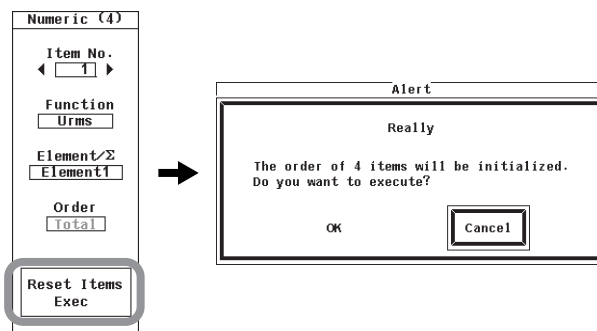 Numeric (4)
Item No.
1
Function
Urms
Element/Σ
Element1
Order
Total
Reset Items
Exec
Alert
Really
The order of 4 items will be initialized.
Do you want to execute?
OK
Cancel